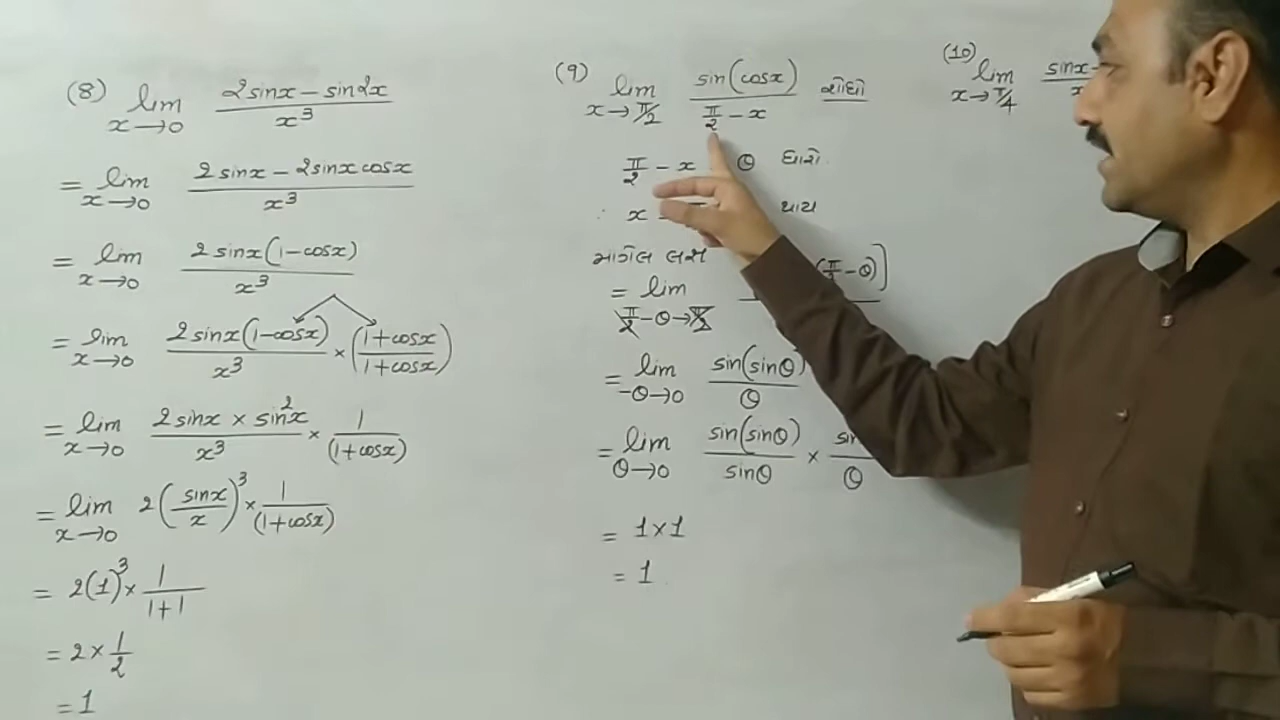 (8) lim x→0 (2sinx − sin2x)/x³
= lim x→0 (2sinx − 2sinx cosx)/x³
= lim x→0 2sinx(1−cosx)/x³
= lim x→0 2sinx(1−cosx)/x³ × ((1+cosx)/(1+cosx))
= lim x→0 (2sinx × sin²x)/x³ × 1/(1+cosx)
= lim x→0 2(sinx/x)³ × 1/(1+cosx)
= 2(1)³ × 1/(1+1)
= 2 × 1/2
= 1
(9) lim x→π/2 sin(cosx)/(π/2 − x) શોધો
π/2 − x θ ધારો
∴ x = થાય
માંગેલ લક્ષ
= lim π/2−θ→π/2 (π/2−θ)]
= lim −θ→0 sin(sinθ)/θ
= lim θ→0 sin(sinθ)/sinθ × sin/θ
= 1×1
= 1
(10) lim x→π/4 sinx−/x